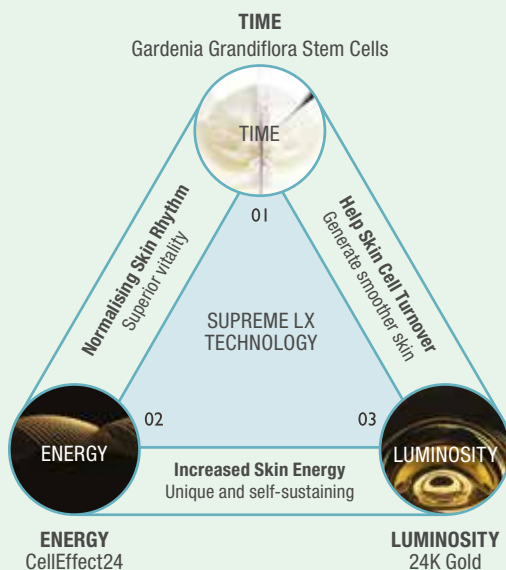 TIME
Gardenia Grandiflora Stem Cells
TIME
01
Normalising Skin Rhythm
Superior vitality
Help Skin Cell Turnover
Generate smoother skin
SUPREME LX
TECHNOLOGY
02
03
ENERGY
LUMINOSITY
Increased Skin Energy
Unique and self-sustaining
ENERGY
CellEffect24
LUMINOSITY
24K Gold